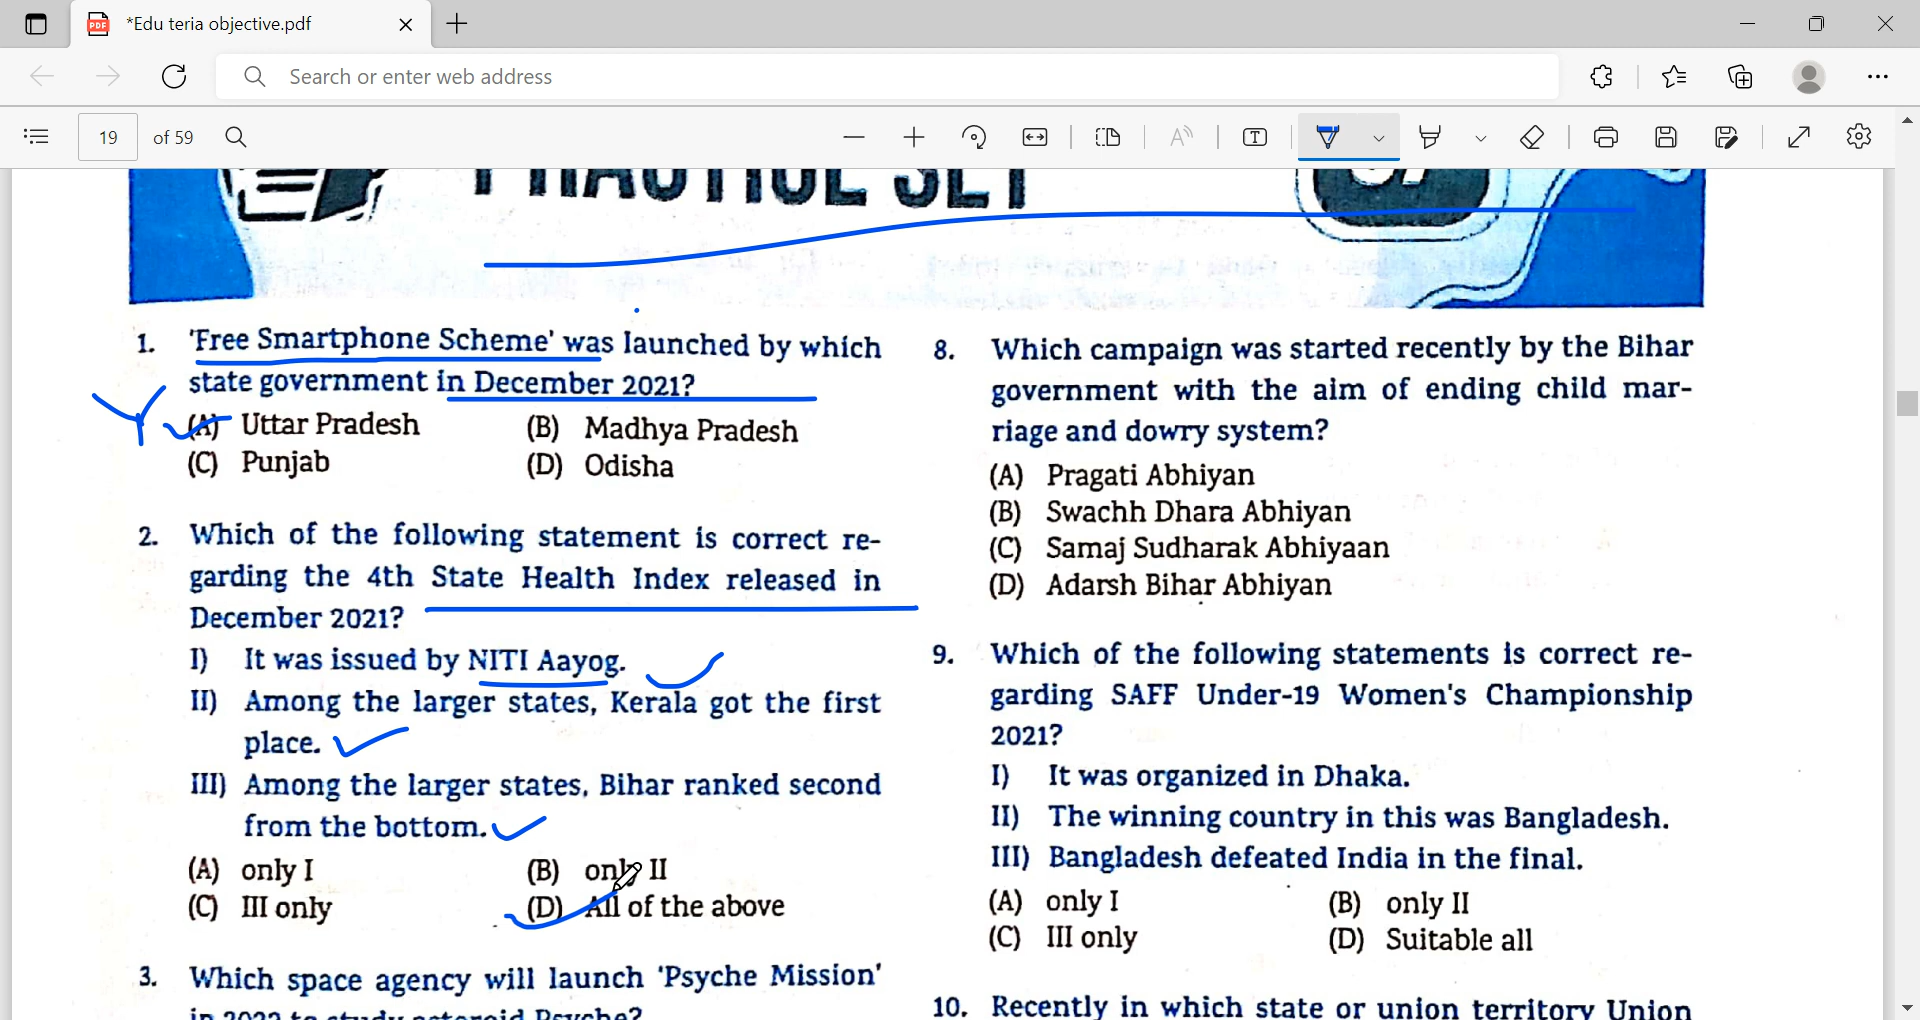 *Edu teria objective.pdf
Search or enter web address
19 of 59
PRACTICE SET
1. 'Free Smartphone Scheme' was launched by which
state government in December 2021?
(A) Uttar Pradesh (B) Madhya Pradesh
(C) Punjab (D) Odisha
2. Which of the following statement is correct re-
garding the 4th State Health Index released in
December 2021?
I) It was issued by NITI Aayog.
II) Among the larger states, Kerala got the first
place.
III) Among the larger states, Bihar ranked second
from the bottom.
(A) only I (B) only II
(C) III only (D) All of the above
3. Which space agency will launch 'Psyche Mission'
in 2022 to study asteroid Psyche?
8. Which campaign was started recently by the Bihar
government with the aim of ending child mar-
riage and dowry system?
(A) Pragati Abhiyan
(B) Swachh Dhara Abhiyan
(C) Samaj Sudharak Abhiyaan
(D) Adarsh Bihar Abhiyan
9. Which of the following statements is correct re-
garding SAFF Under-19 Women's Championship
2021?
I) It was organized in Dhaka.
II) The winning country in this was Bangladesh.
III) Bangladesh defeated India in the final.
(A) only I (B) only II
(C) III only (D) Suitable all
10. Recently in which state or union territory Union